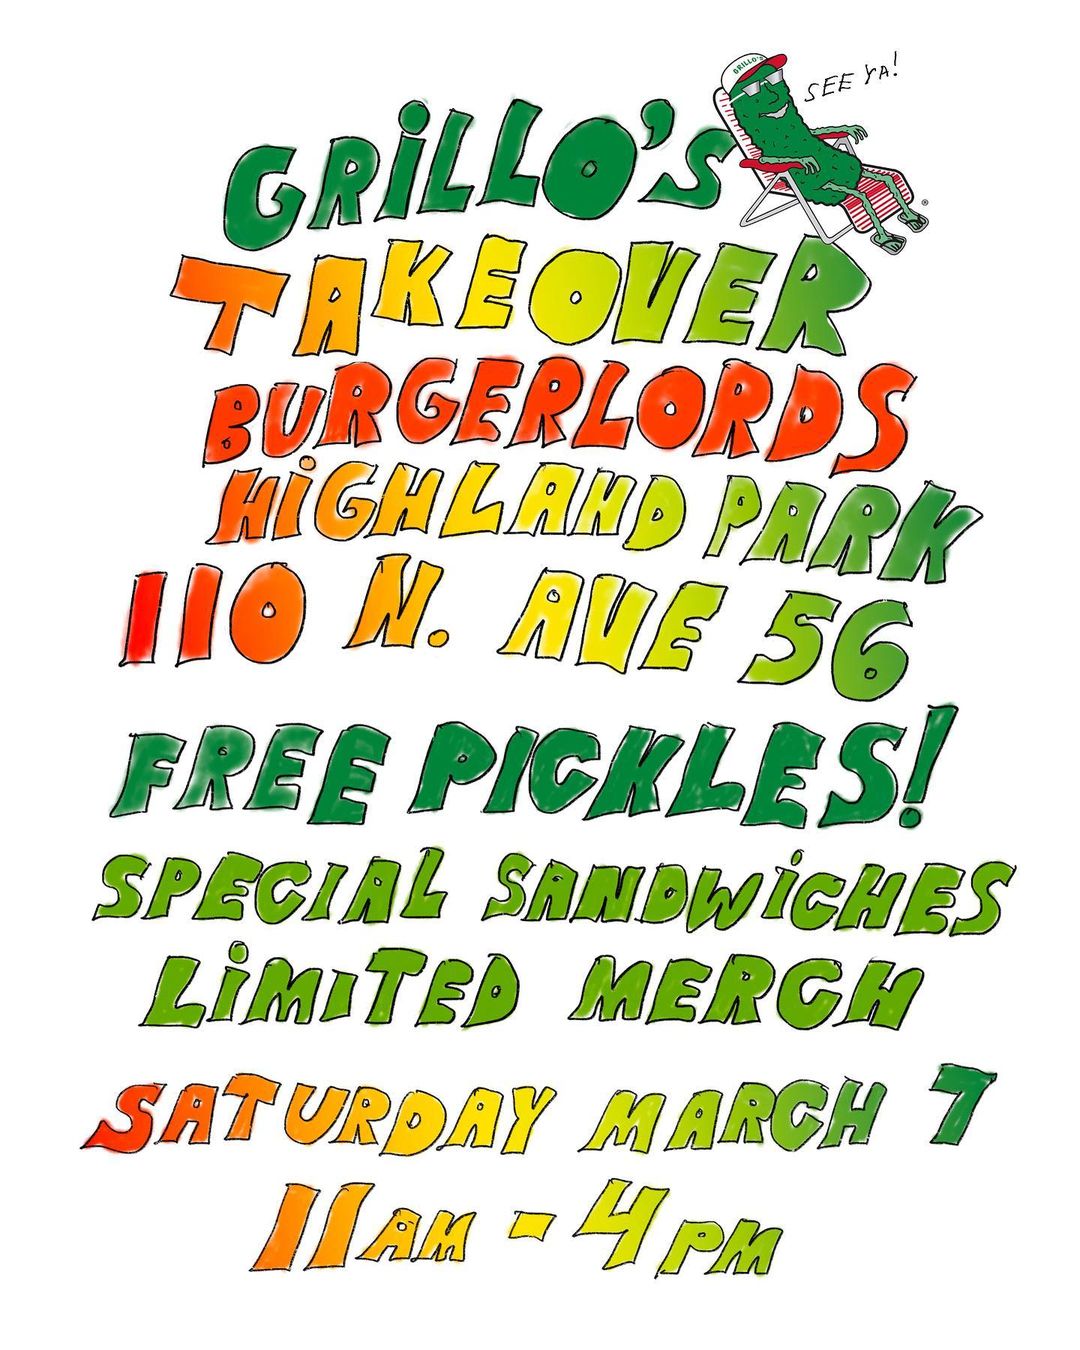 GRILLO'S
SEE YA!
GRiLLO'S
TAKEOVER
BURGERLORDS
HiGHLAND PARK
110 N. AVE 56
FREE PICKLES!
SPECIAL SANDWiCHES
LiMITED MERCH
SATURDAY MARCH 7
11AM - 4PM
®